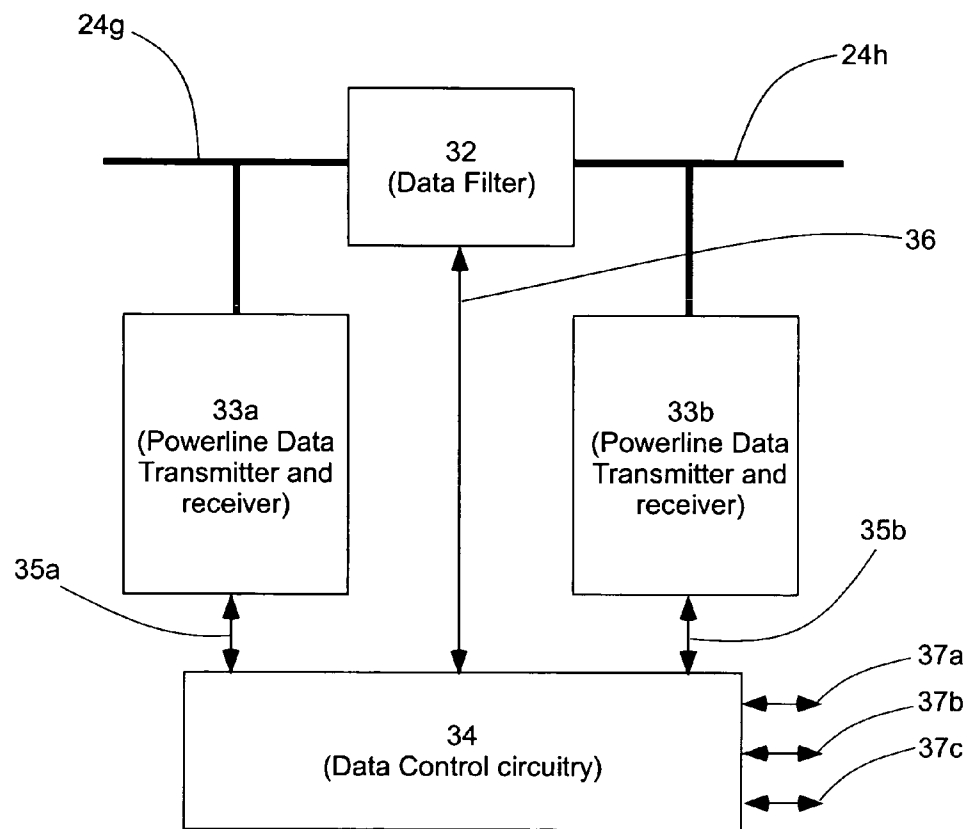 24g
24h
32
(Data Filter)
36
33a
(Powerline Data
Transmitter and
receiver)
33b
(Powerline Data
Transmitter and
receiver)
35a
35b
37a
37b
37c
34
(Data Control circuitry)